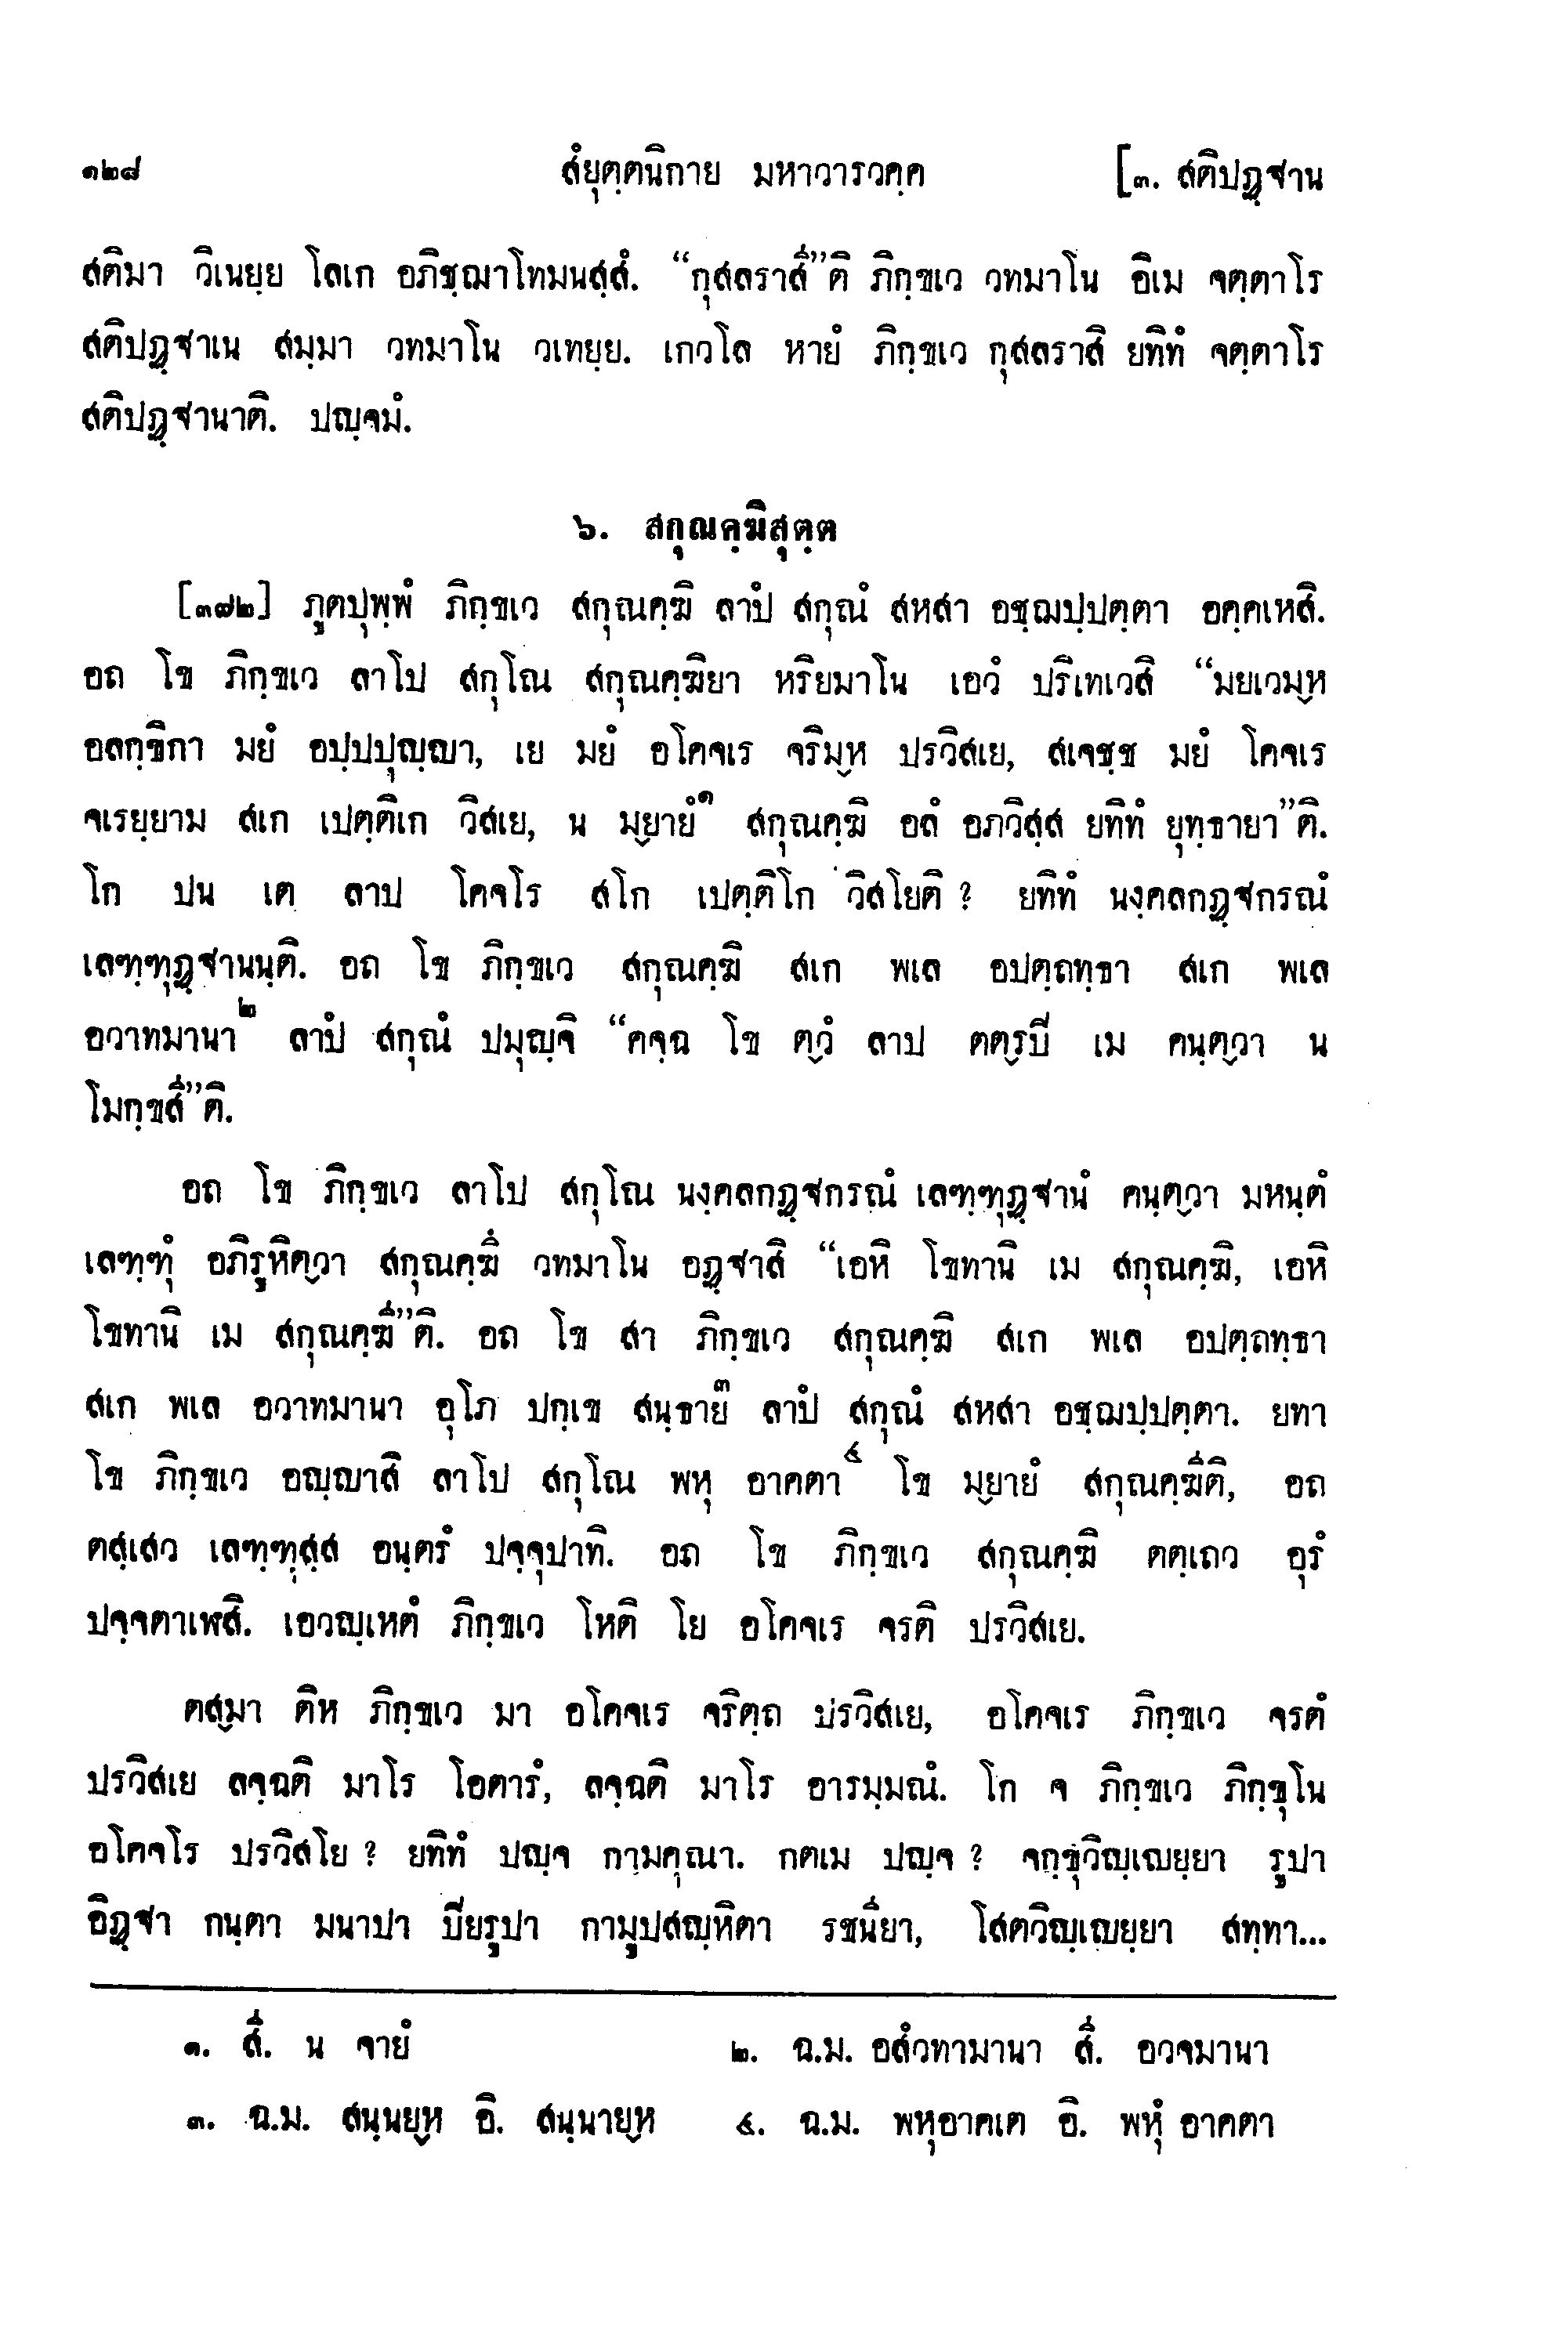 ๑๒๘ สํยุตฺตนิกาย มหาวารวคฺค [๓. สติปฏฺฐาน
สติมา วิเนยฺย โลเก อภิชฺฌาโทมนสฺสํ. “กุสลราสึ”ติ ภิกฺขเว วทมาโน อิเม จตฺตาโร
สติปฏฺฐาเน สมฺมา วทมาโน วเทยฺย. เกวโล หายํ ภิกฺขเว กุสลราสิ ยทิทํ จตฺตาโร
สติปฏฺฐานาติ. ปญฺจมํ.
๖. สกุณคฺฆิสุตฺต
[๓๗๒] ภูตปุพฺพํ ภิกฺขเว สกุณคฺฆิ ลาปํ สกุณํ สหสา อชฺฌปฺปตฺตา อคฺคเหสิ.
อถ โข ภิกฺขเว ลาโป สกุโณ สกุณคฺฆิยา หริยมาโน เอวํ ปริเทเวสิ “มยเวมฺห
อลกฺขิกา มยํ อปฺปปุญฺญา, เย มยํ อโคจเร จริมฺห ปรวิสเย, สเจชฺช มยํ โคจเร
จเรยฺยาม สเก เปตฺติเก วิสเย, น มฺยายํ๑ สกุณคฺฆิ อลํ อภวิสฺส ยทิทํ ยุทฺธายา”ติ.
โก ปน เต ลาป โคจโร สโก เปตฺติโก วิสโยติ ? ยทิทํ นงฺคลกฏฺฐกรณํ
เลฑฺฑุฏฺฐานนฺติ. อถ โข ภิกฺขเว สกุณคฺฆิ สเก พเล อปตฺถทฺธา สเก พเล
อวาทมานา๒ ลาปํ สกุณํ ปมุญฺจิ “คจฺฉ โข ตฺวํ ลาป ตตฺรปิ เม คนฺตฺวา น
โมกฺขสี”ติ.
อถ โข ภิกฺขเว ลาโป สกุโณ นงฺคลกฏฺฐกรณํ เลฑฺฑุฏฺฐานํ คนฺตฺวา มหนฺตํ
เลฑฺฑุํ อภิรูหิตฺวา สกุณคฺฆึ วทมาโน อฏฺฐาสิ “เอหิ โขทานิ เม สกุณคฺฆิ, เอหิ
โขทานิ เม สกุณคฺฆี”ติ. อถ โข สา ภิกฺขเว สกุณคฺฆิ สเก พเล อปตฺถทฺธา
สเก พเล อวาทมานา อุโภ ปกฺเข สนฺธาย๓ ลาปํ สกุณํ สหสา อชฺฌปฺปตฺตา. ยทา
โข ภิกฺขเว อญฺญาสิ ลาโป สกุโณ พหุ อาคตา๔ โข มฺยายํ สกุณคฺฆีติ, อถ
ตสฺเสว เลฑฺฑุสฺส อนฺตรํ ปจฺจุปาทิ. อถ โข ภิกฺขเว สกุณคฺฆิ ตตฺเถว อุรํ
ปจฺจตาเฬสิ. เอวญฺเหตํ ภิกฺขเว โหติ โย อโคจเร จรติ ปรวิสเย.
ตสฺมา ติห ภิกฺขเว มา อโคจเร จริตฺถ ปรวิสเย, อโคจเร ภิกฺขเว จรตํ
ปรวิสเย ลจฺฉติ มาโร โอตารํ, ลจฺฉติ มาโร อารมฺมณํ. โก จ ภิกฺขเว ภิกฺขุโน
อโคจโร ปรวิสโย ? ยทิทํ ปญฺจ กามคุณา. กตเม ปญฺจ ? จกฺขุวิญฺเญยฺยา รูปา
อิฏฺฐา กนฺตา มนาปา ปิยรูปา กามูปสญฺหิตา รชนียา, โสตวิญฺเญยฺยา สทฺทา...
๑. สี. น จายํ ๒. ฉ.ม. อสํวทามานา สี. อวจมานา
๓. ฉ.ม. สนฺนยฺห อิ. สนฺนายฺห ๔. ฉ.ม. พหุอาคเต อิ. พหุํ อาคตา